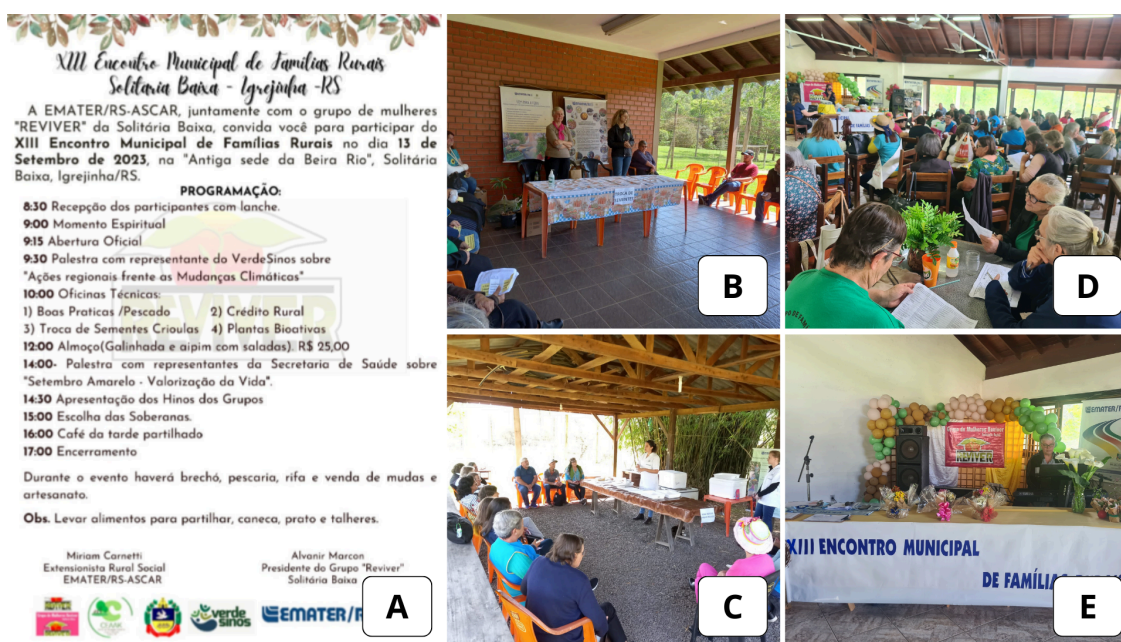 XIII Encontro Municipal de Famílias Rurais
Solitária Baixa - Igrejinha -RS
A EMATER/RS-ASCAR, juntamente com o grupo de mulheres
"REVIVER" da Solitária Baixa, convida você para participar do
XIII Encontro Municipal de Famílias Rurais no dia 13 de
Setembro de 2023, na "Antiga sede da Beira Rio", Solitária
Baixa, Igrejinha/RS.
PROGRAMAÇÃO:
8:30 Recepção dos participantes com lanche.
9:00 Momento Espiritual
9:15 Abertura Oficial
9:30 Palestra com representante do VerdeSinos sobre
"Ações regionais frente as Mudanças Climáticas"
10:00 Oficinas Técnicas:
1) Boas Praticas /Pescado 2) Crédito Rural
3) Troca de Sementes Crioulas 4) Plantas Bioativas
12:00 Almoço(Galinhada e aipim com saladas). R$ 25,00
14:00- Palestra com representantes da Secretaria de Saúde sobre
"Setembro Amarelo - Valorização da Vida".
14:30 Apresentação dos Hinos dos Grupos
15:00 Escolha das Soberanas.
16:00 Café da tarde partilhado
17:00 Encerramento
REVIVER
Durante o evento haverá brechó, pescaria, rifa e venda de mudas e
artesanato.
Obs. Levar alimentos para partilhar, caneca, prato e talheres.
Miriam Carnetti
Extensionista Rural Social
EMATER/RS-ASCAR
Alvanir Marcon
Presidente do Grupo "Reviver"
Solitária Baixa
verde
sinos
EMATER/R
A
B
C
D
DE FAMÍL
E
EMATER/R
REVIVER
XIII ENCONTRO MUNICIPAL
DE FAMÍLIAS